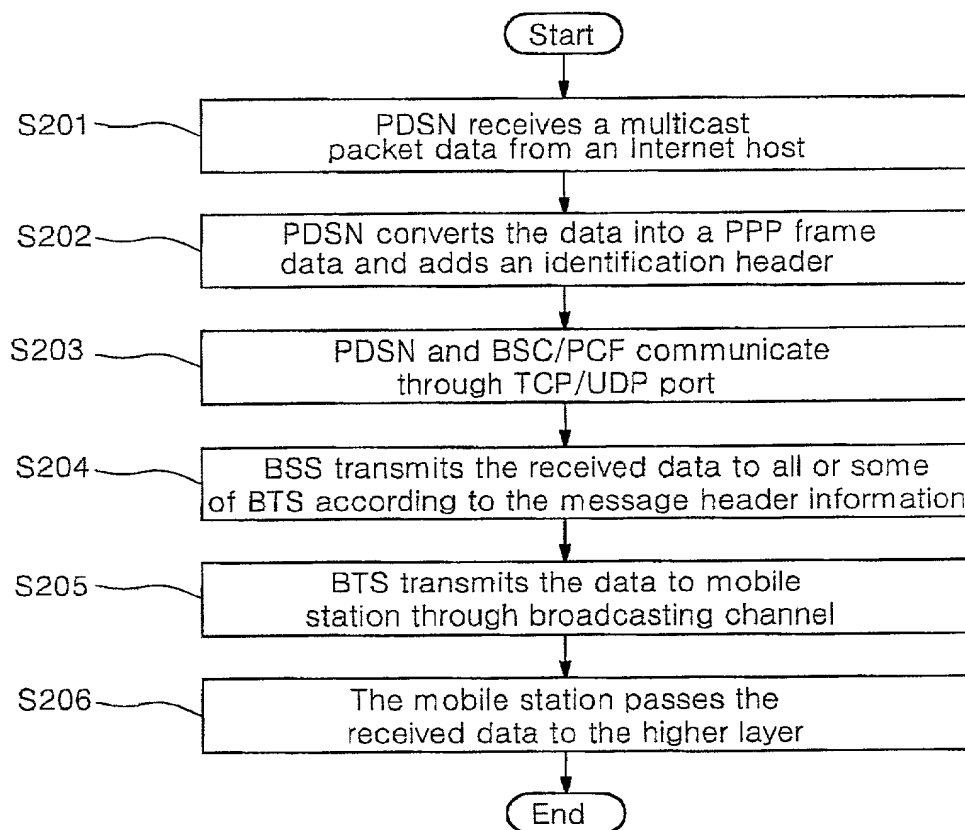 Start
S201
PDSN receives a multicast
packet data from an Internet host
S202
PDSN converts the data into a PPP frame
data and adds an identification header
S203
PDSN and BSC/PCF communicate
through TCP/UDP port
S204
BSS transmits the received data to all or some
of BTS according to the message header information
S205
BTS transmits the data to mobile
station through broadcasting channel
S206
The mobile station passes the
received data to the higher layer
End